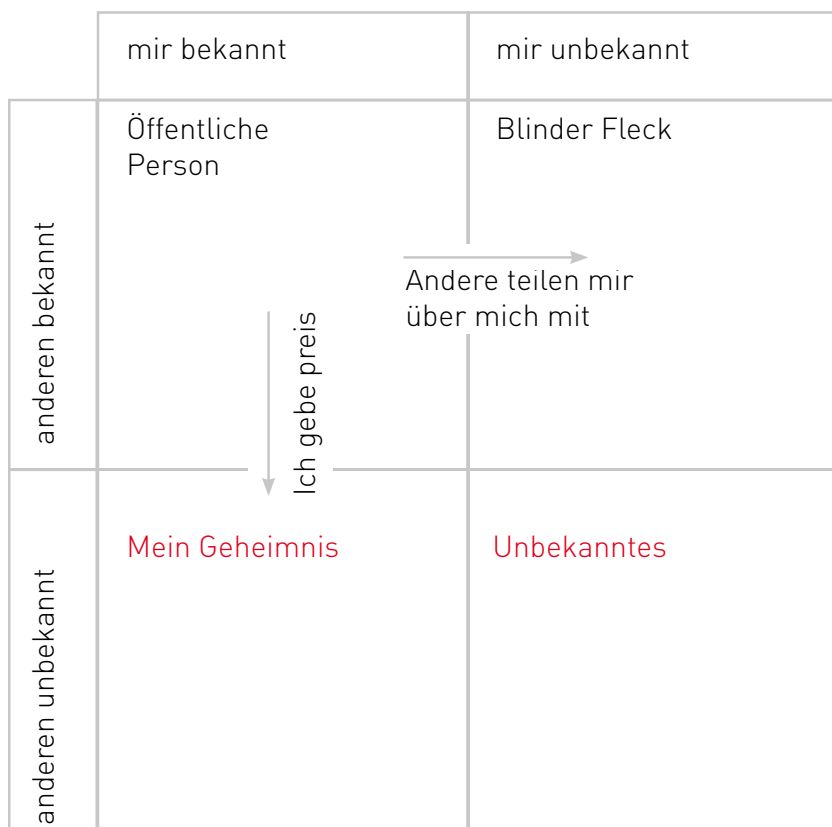 mir bekannt
mir unbekannt
anderen bekannt
Öffentliche
Person
Blinder Fleck
Andere teilen mir
über mich mit
Ich gebe preis
anderen unbekannt
Mein Geheimnis
Unbekanntes